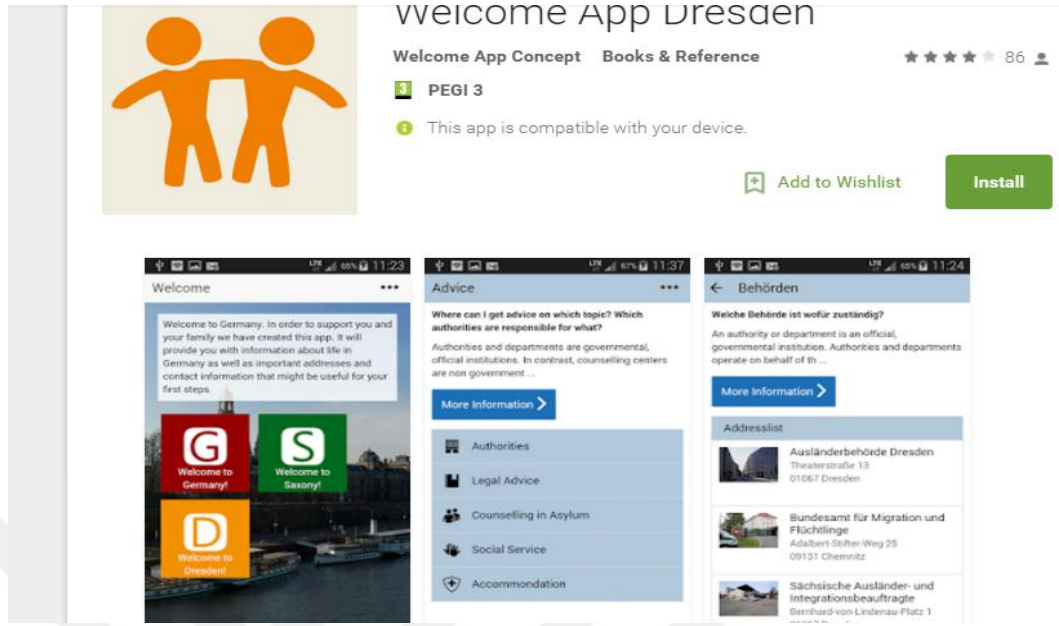 Welcome App Dresden
Welcome App Concept Books & Reference 86
3 PEGI 3
This app is compatible with your device.
Add to Wishlist Install
LTE 65% 11:23
Welcome
Welcome to Germany. In order to support you and
your family we have created this app. It will
provide you with information about life in
Germany as well as important addresses and
contact information that might be useful for your
first steps.
G
Welcome to
Germany!
S
Welcome to
Saxony!
D
Welcome to
Dresden!
LTE 67% 11:37
Advice
Where can I get advice on which topic? Which
authorities are responsible for what?
Authorities and departments are governmental,
official institutions. In contrast, counselling centers
are non government ...
More Information
Authorities
Legal Advice
Counselling in Asylum
Social Service
Accommondation
LTE 65% 11:24
Behörden
Welche Behörde ist wofür zuständig?
An authority or department is an official,
governmental institution. Authorities and departments
operate on behalf of th ...
More Information
Addresslist
Ausländerbehörde Dresden
Theaterstraße 13
01067 Dresden
Bundesamt für Migration und
Flüchtlinge
Adalbert-Stifter-Weg 25
09131 Chemnitz
Sächsische Ausländer- und
Integrationsbeauftragte
Bernhard-von-Lindenau-Platz 1